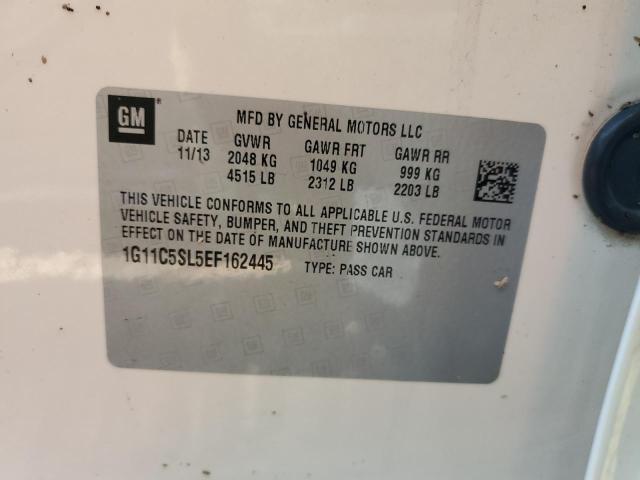 GM
MFD BY GENERAL MOTORS LLC
DATE GVWR GAWR FRT GAWR RR
11/13 2048 KG 1049 KG 999 KG
4515 LB 2312 LB 2203 LB
THIS VEHICLE CONFORMS TO ALL APPLICABLE U.S. FEDERAL MOTOR
VEHICLE SAFETY, BUMPER, AND THEFT PREVENTION STANDARDS IN
EFFECT ON THE DATE OF MANUFACTURE SHOWN ABOVE.
1G11C5SL5EF162445 TYPE: PASS CAR